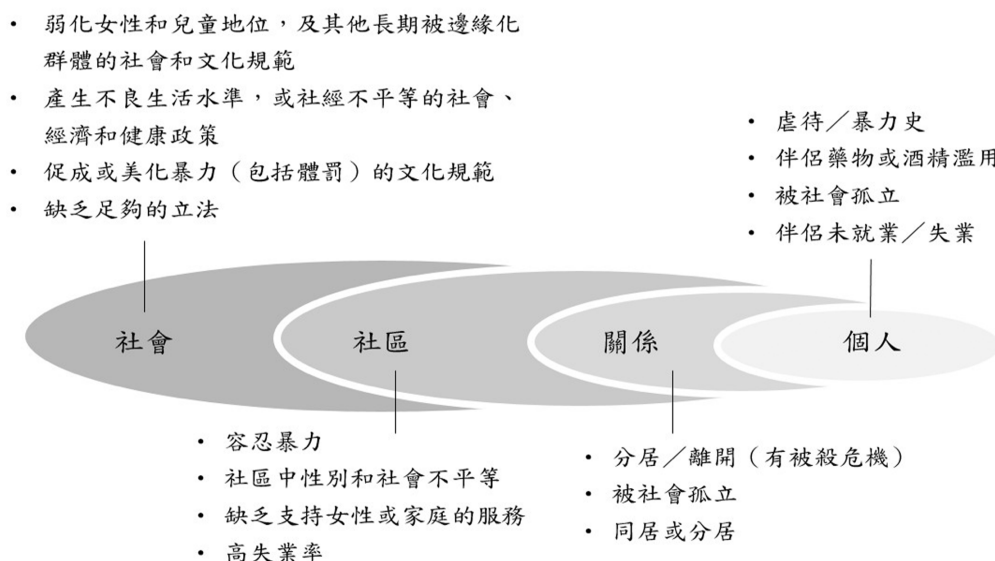 • 弱化女性和兒童地位，及其他長期被邊緣化
群體的社會和文化規範
• 產生不良生活水準，或社經不平等的社會、
經濟和健康政策
• 促成或美化暴力（包括體罰）的文化規範
• 缺乏足夠的立法
• 虐待／暴力史
• 伴侶藥物或酒精濫用
• 被社會孤立
• 伴侶未就業／失業
社會
社區
關係
個人
• 容忍暴力
• 社區中性別和社會不平等
• 缺乏支持女性或家庭的服務
• 高失業率
• 分居／離開（有被殺危機）
• 被社會孤立
• 同居或分居